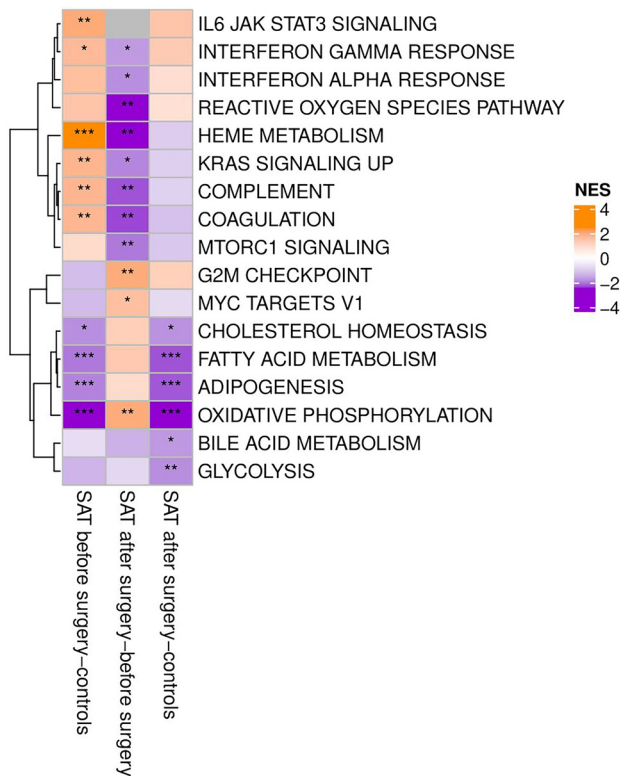 ** IL6 JAK STAT3 SIGNALING
* * INTERFERON GAMMA RESPONSE
* INTERFERON ALPHA RESPONSE
** REACTIVE OXYGEN SPECIES PATHWAY
*** ** HEME METABOLISM
** * KRAS SIGNALING UP
** ** COMPLEMENT
** ** COAGULATION
** MTORC1 SIGNALING
** G2M CHECKPOINT
* MYC TARGETS V1
* * CHOLESTEROL HOMEOSTASIS
*** *** FATTY ACID METABOLISM
*** *** ADIPOGENESIS
*** ** *** OXIDATIVE PHOSPHORYLATION
* BILE ACID METABOLISM
** GLYCOLYSIS
SAT before surgery−controls
SAT after surgery−before surgery
SAT after surgery−controls
NES
4
2
0
−2
−4